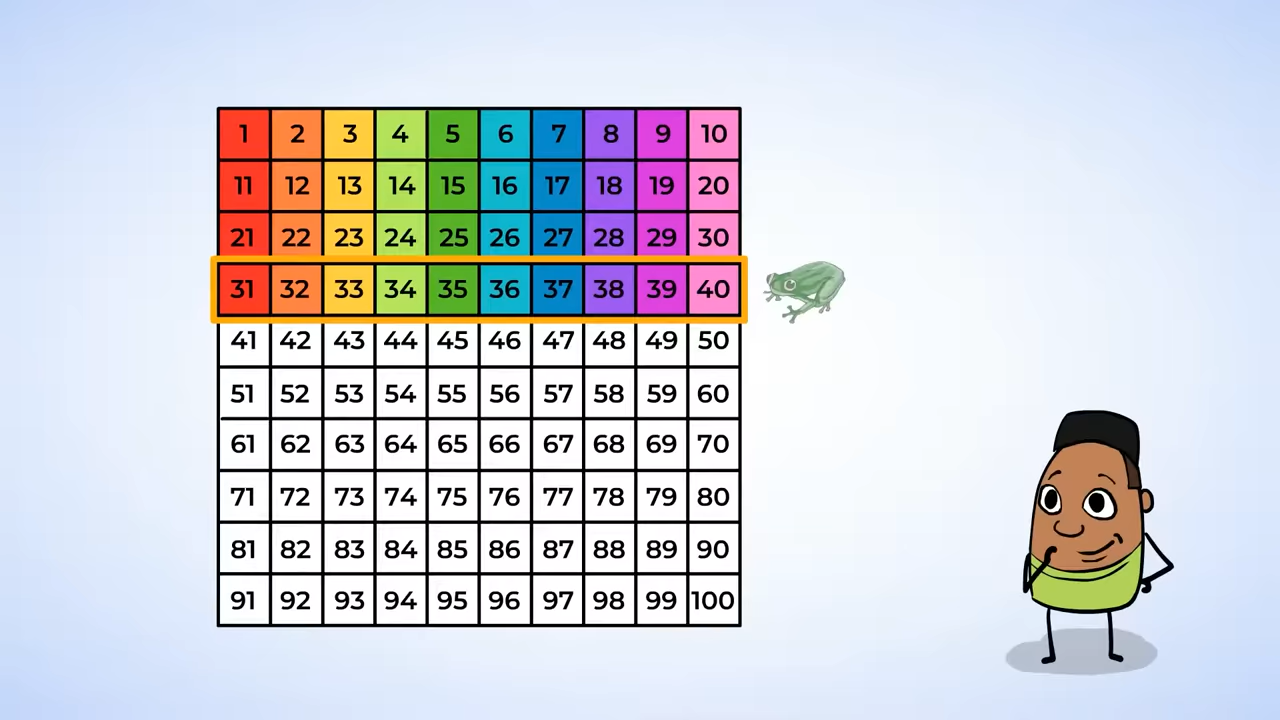 1 2 3 4 5 6 7 8 9 10
11 12 13 14 15 16 17 18 19 20
21 22 23 24 25 26 27 28 29 30
31 32 33 34 35 36 37 38 39 40
41 42 43 44 45 46 47 48 49 50
51 52 53 54 55 56 57 58 59 60
61 62 63 64 65 66 67 68 69 70
71 72 73 74 75 76 77 78 79 80
81 82 83 84 85 86 87 88 89 90
91 92 93 94 95 96 97 98 99 100